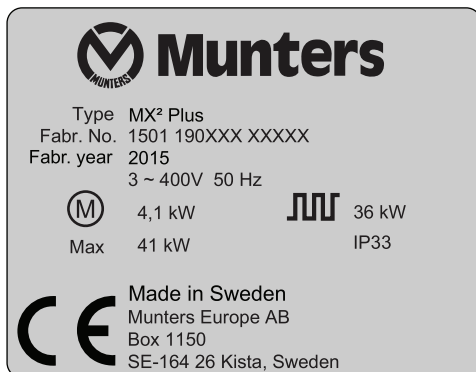 MUNTERS
Munters
Type MX² Plus
Fabr. No. 1501 190XXX XXXXX
Fabr. year 2015
3 ~ 400V 50 Hz
M 4,1 kW 36 kW
Max 41 kW IP33
CE Made in Sweden
Munters Europe AB
Box 1150
SE-164 26 Kista, Sweden